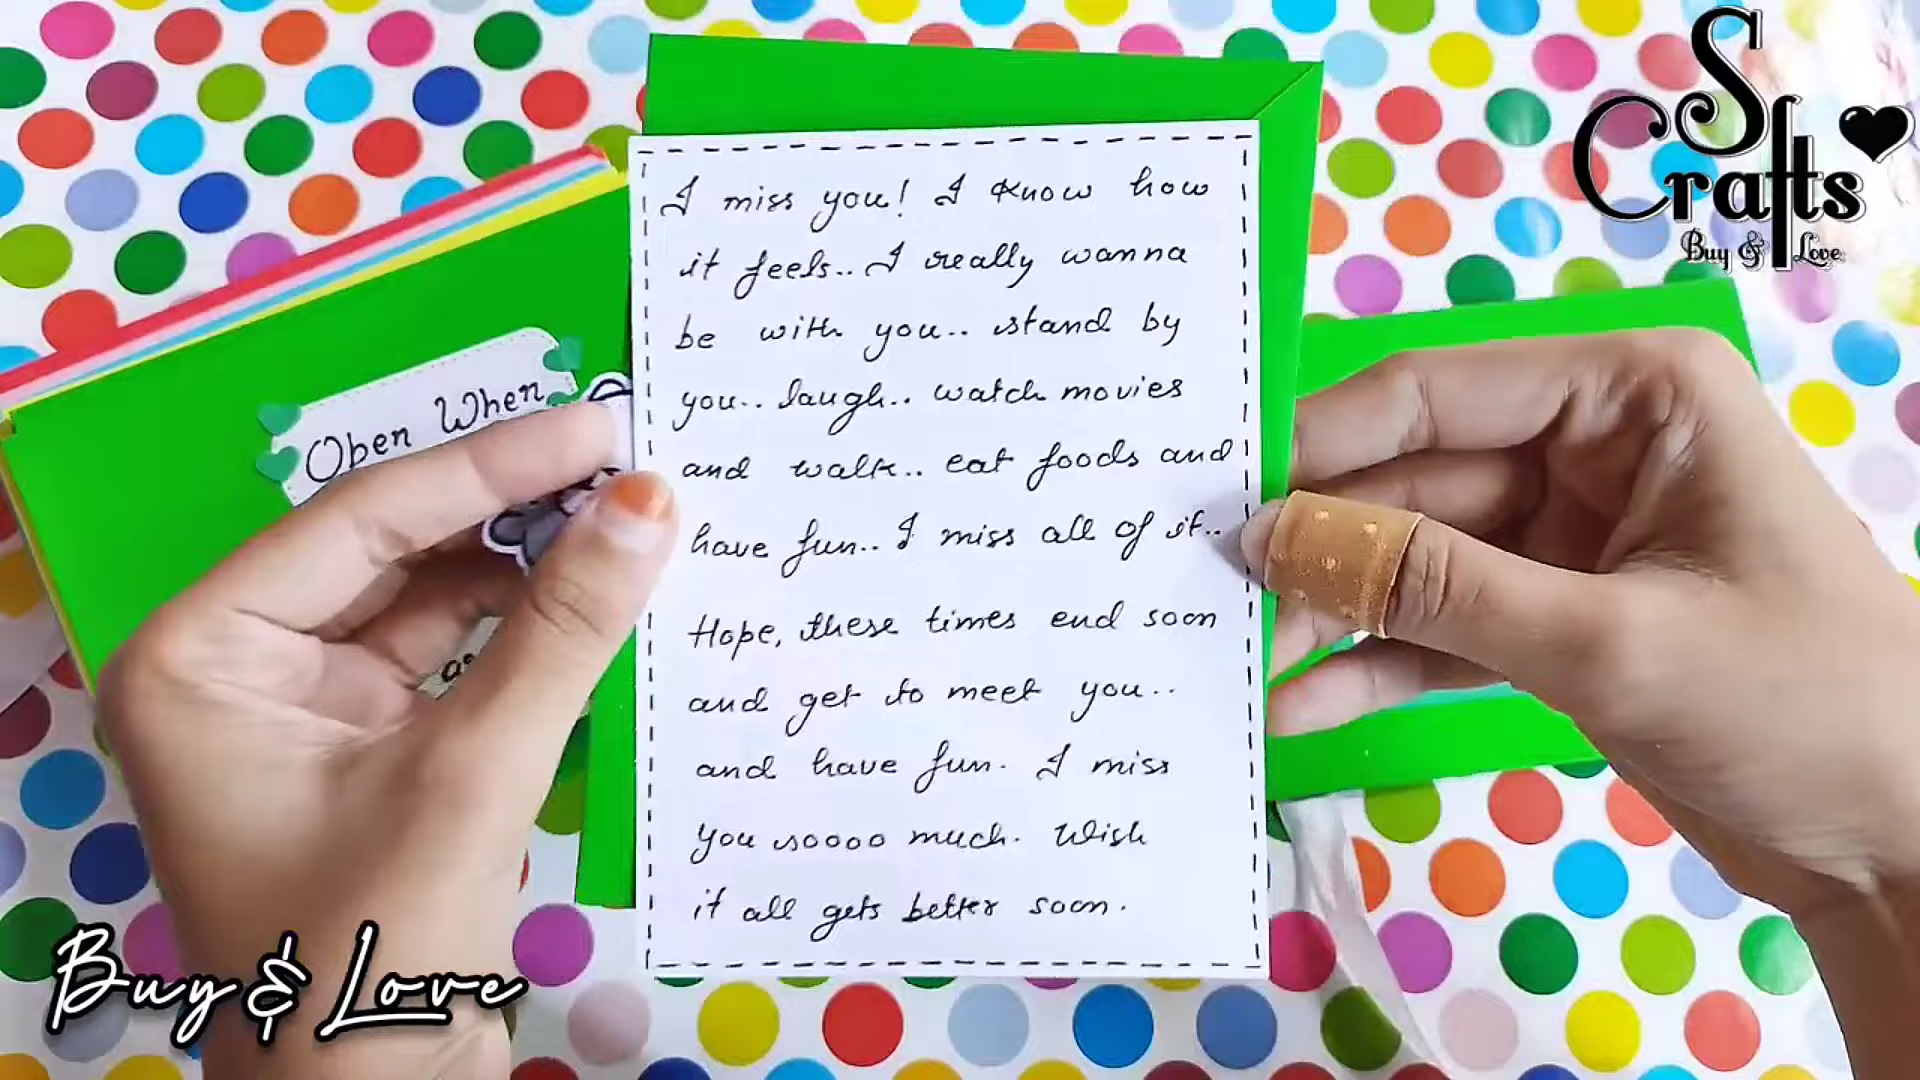 S
Crafts
Buy & Love
Open When
I miss you! I know how
it feels.. I really wanna
be with you.. stand by
you.. laugh.. watch movies
and walk.. eat foods and
have fun.. I miss all of it..
Hope, these times end soon
and get to meet you..
and have fun. I miss
you soooo much. Wish
it all gets better soon.
Buy & Love